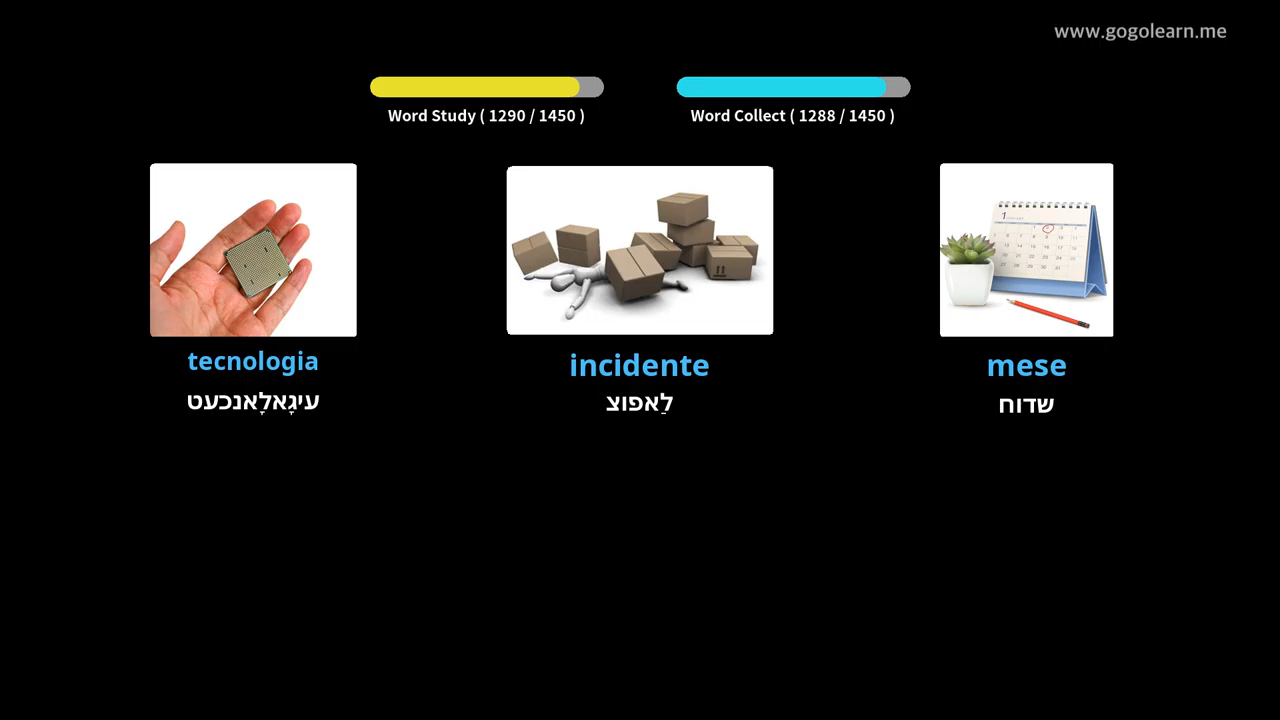 www.gogolearn.me
Word Study ( 1290 / 1450 )
Word Collect ( 1288 / 1450 )
tecnologia
עיגָאלָאנכעט
incidente
לַאפוצ
mese
שדוח